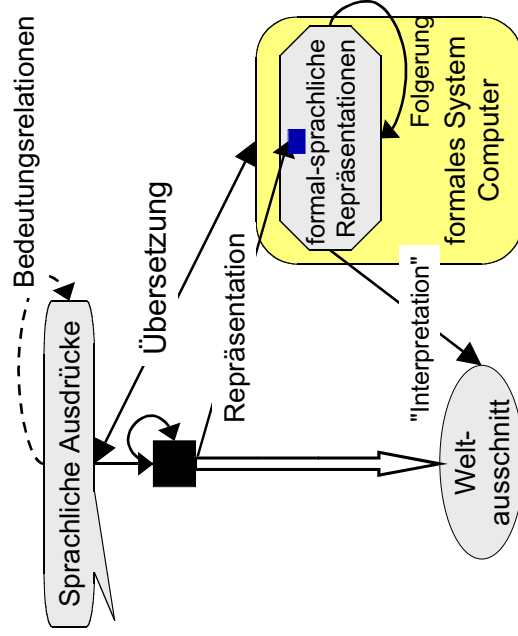 Sprachliche Ausdrücke
Bedeutungsrelationen
Übersetzung
Repräsentation
formal-sprachliche
Repräsentationen
Folgerung
formales System
Computer
"Interpretation"
Welt-
ausschnitt